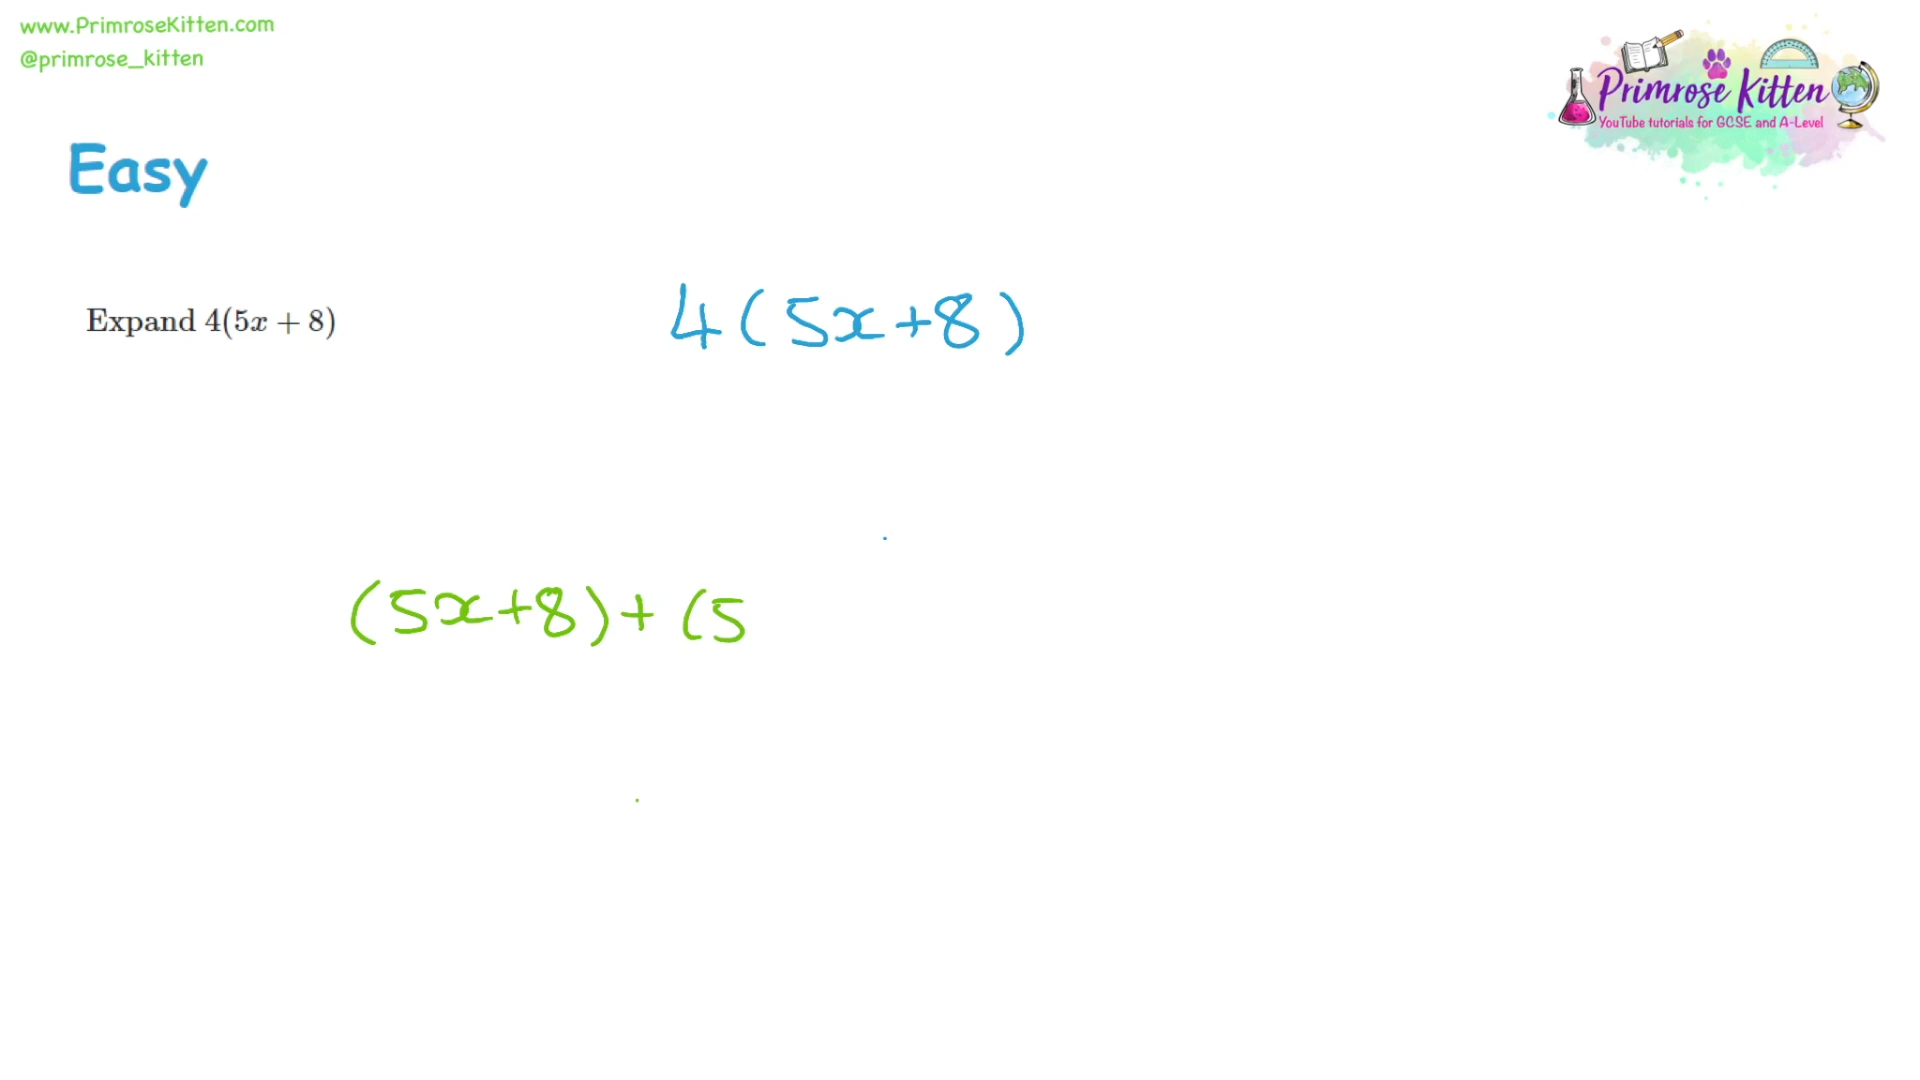 www.PrimroseKitten.com
@primrose_kitten
Primrose Kitten
YouTube tutorials for GCSE and A-Level
Easy
Expand 4(5x + 8)
4(5x+8)
(5x+8)+(5